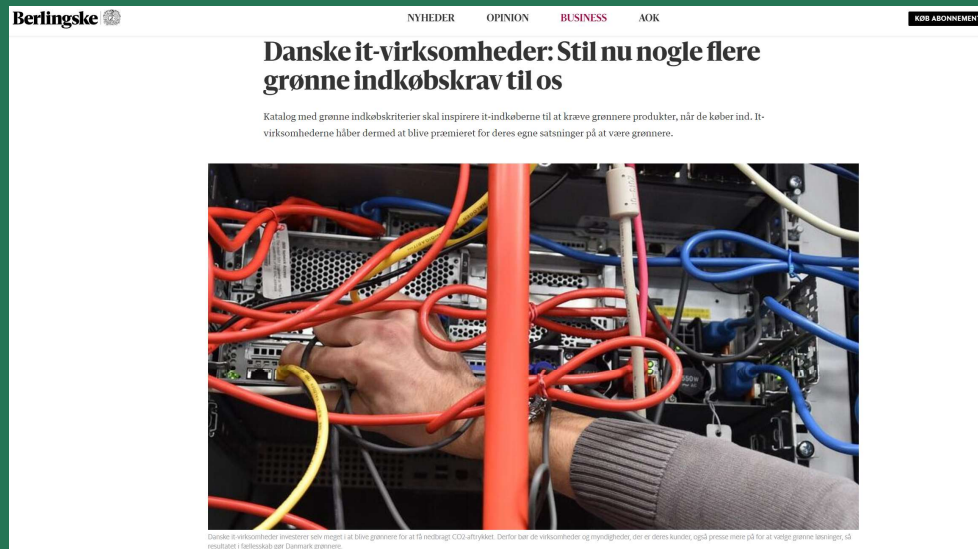 Berlingske
NYHEDER OPINION BUSINESS AOK
KØB ABONNEMENT
Danske it-virksomheder: Stil nu nogle flere
grønne indkøbskrav til os
Katalog med grønne indkøbskriterier skal inspirere it-indkøberne til at kræve grønnere produkter, når de køber ind. It-
virksomhederne håber dermed at blive præmieret for deres egne satsninger på at være grønnere.
Danske it-virksomheder investerer selv meget i at blive grønnere for at få nedbragt CO2-aftrykket. Derfor bør de virksomheder og myndigheder, der er deres kunder, også presse mere på for at vælge grønne løsninger, så
resultatet i fællesskab gør Danmark grønnere.